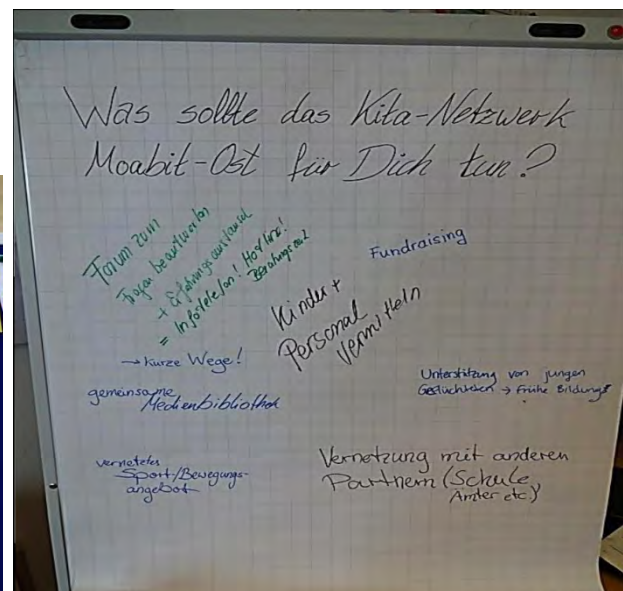 Was sollte das Kita-Netzwerk
Moabit-Ost für Dich tun?
Forum zum
Fragen beantworten
+ Erfahrungsaustausch
= Infotelefon! Hotline!
Fundraising
Kinder +
Personal
vermitteln
→ Kurze Wege!
gemeinsame
Medienbibliothek
Unterstützung von jungen
Geflüchteten → Frühe Bildung
vernetztes
Sport/Bewegungs-
angebot
Vernetzung mit anderen
Partnern (Schule,
Ämter etc)